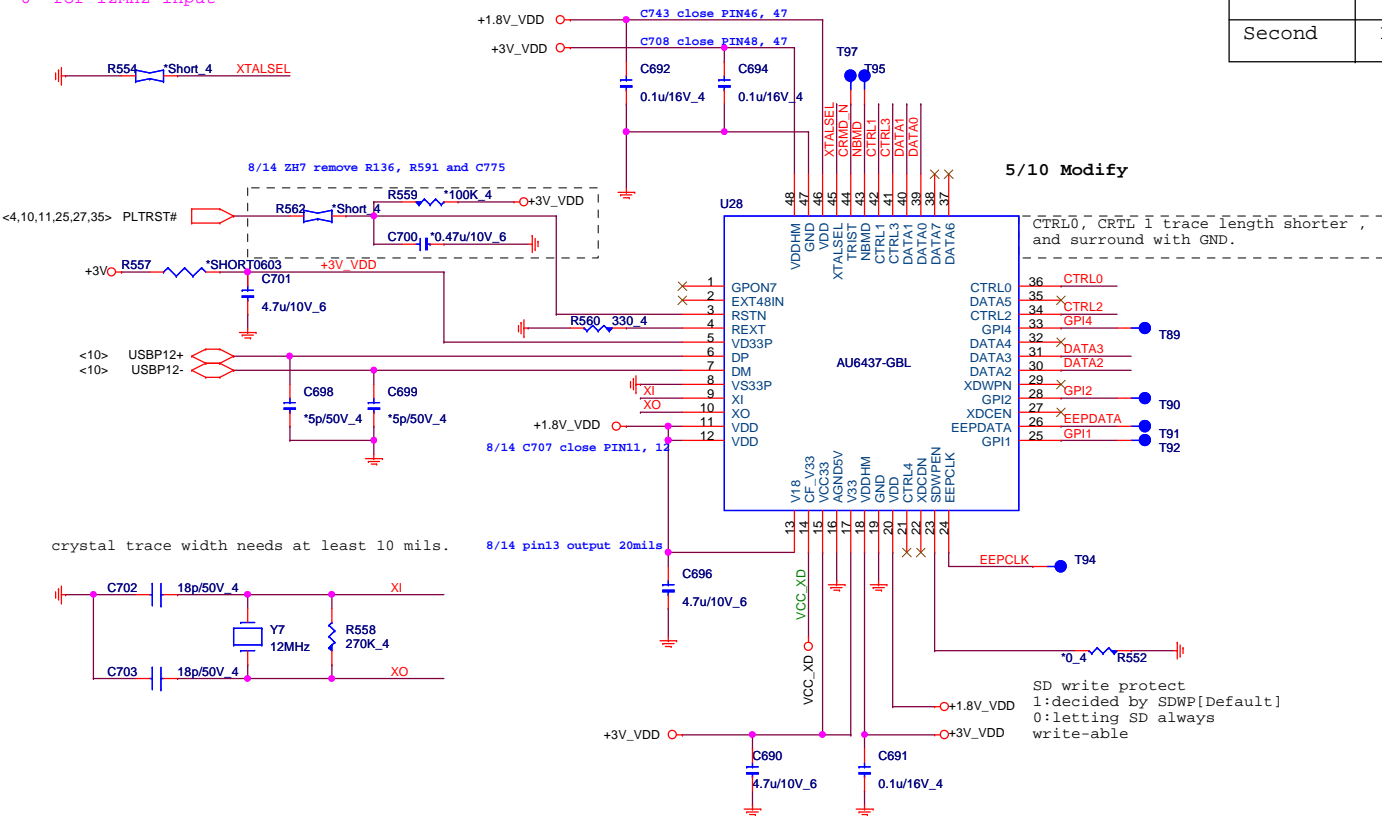 C743 close PIN46, 47
+1.8V_VDD
Second
C708 close PIN48, 47
+3V_VDD
T97
T95
R554
*Short_4
XTALSEL
C692
0.1u/16V_4
C694
0.1u/16V_4
XTALSEL
CRMD_N
NBMD
CTRL1
CTRL3
DATA1
DATA0
8/14 ZH7 remove R136, R591 and C775
5/10 Modify
R559
*100K_4
+3V_VDD
<4,10,11,25,27,35>
PLTRST#
R562
*Short_4
C700
*0.47u/10V_6
U28
48
47
46
45
44
43
42
41
40
39
38
37
VDDHM
GND
VDD
XTALSEL
TRIST
NBMD
CTRL1
CTRL3
DATA1
DATA0
DATA7
DATA6
CTRL0, CRTL 1 trace length shorter ,
and surround with GND.
+3V
R557
*SHORT0603
+3V_VDD
C701
4.7u/10V_6
1 GPON7
2 EXT48IN
3 RSTN
4 REXT
5 VD33P
6 DP
7 DM
8 VS33P
9 XI
10 XO
11 VDD
12 VDD
R560
330_4
AU6437-GBL
CTRL0 36 CTRL0
DATA5 35
CTRL2 34 CTRL2
GPI4 33 GPI4 T89
DATA4 32
DATA3 31 DATA3
DATA2 30 DATA2
XDWPN 29
GPI2 28 GPI2 T90
XDCEN 27
EEPDATA 26 EEPDATA T91
GPI1 25 GPI1 T92
<10> USBP12+
<10> USBP12-
C698
*5p/50V_4
C699
*5p/50V_4
XI
XO
+1.8V_VDD
8/14 C707 close PIN11, 12
V18
CF_V33
VCC33
AGND5V
V33
VDDHM
GND
VDD
CTRL4
XDCDN
SDWPEN
EEPCLK
13
14
15
16
17
18
19
20
21
22
23
24
crystal trace width needs at least 10 mils.
8/14 pin13 output 20mils
EEPCLK
T94
C696
4.7u/10V_6
VCC_XD
VCC_XD
C702
18p/50V_4
XI
Y7
12MHz
R558
270K_4
C703
18p/50V_4
XO
*0_4
R552
SD write protect
1:decided by SDWP[Default]
0:letting SD always
write-able
+1.8V_VDD
+3V_VDD
+3V_VDD
C690
4.7u/10V_6
C691
0.1u/16V_4